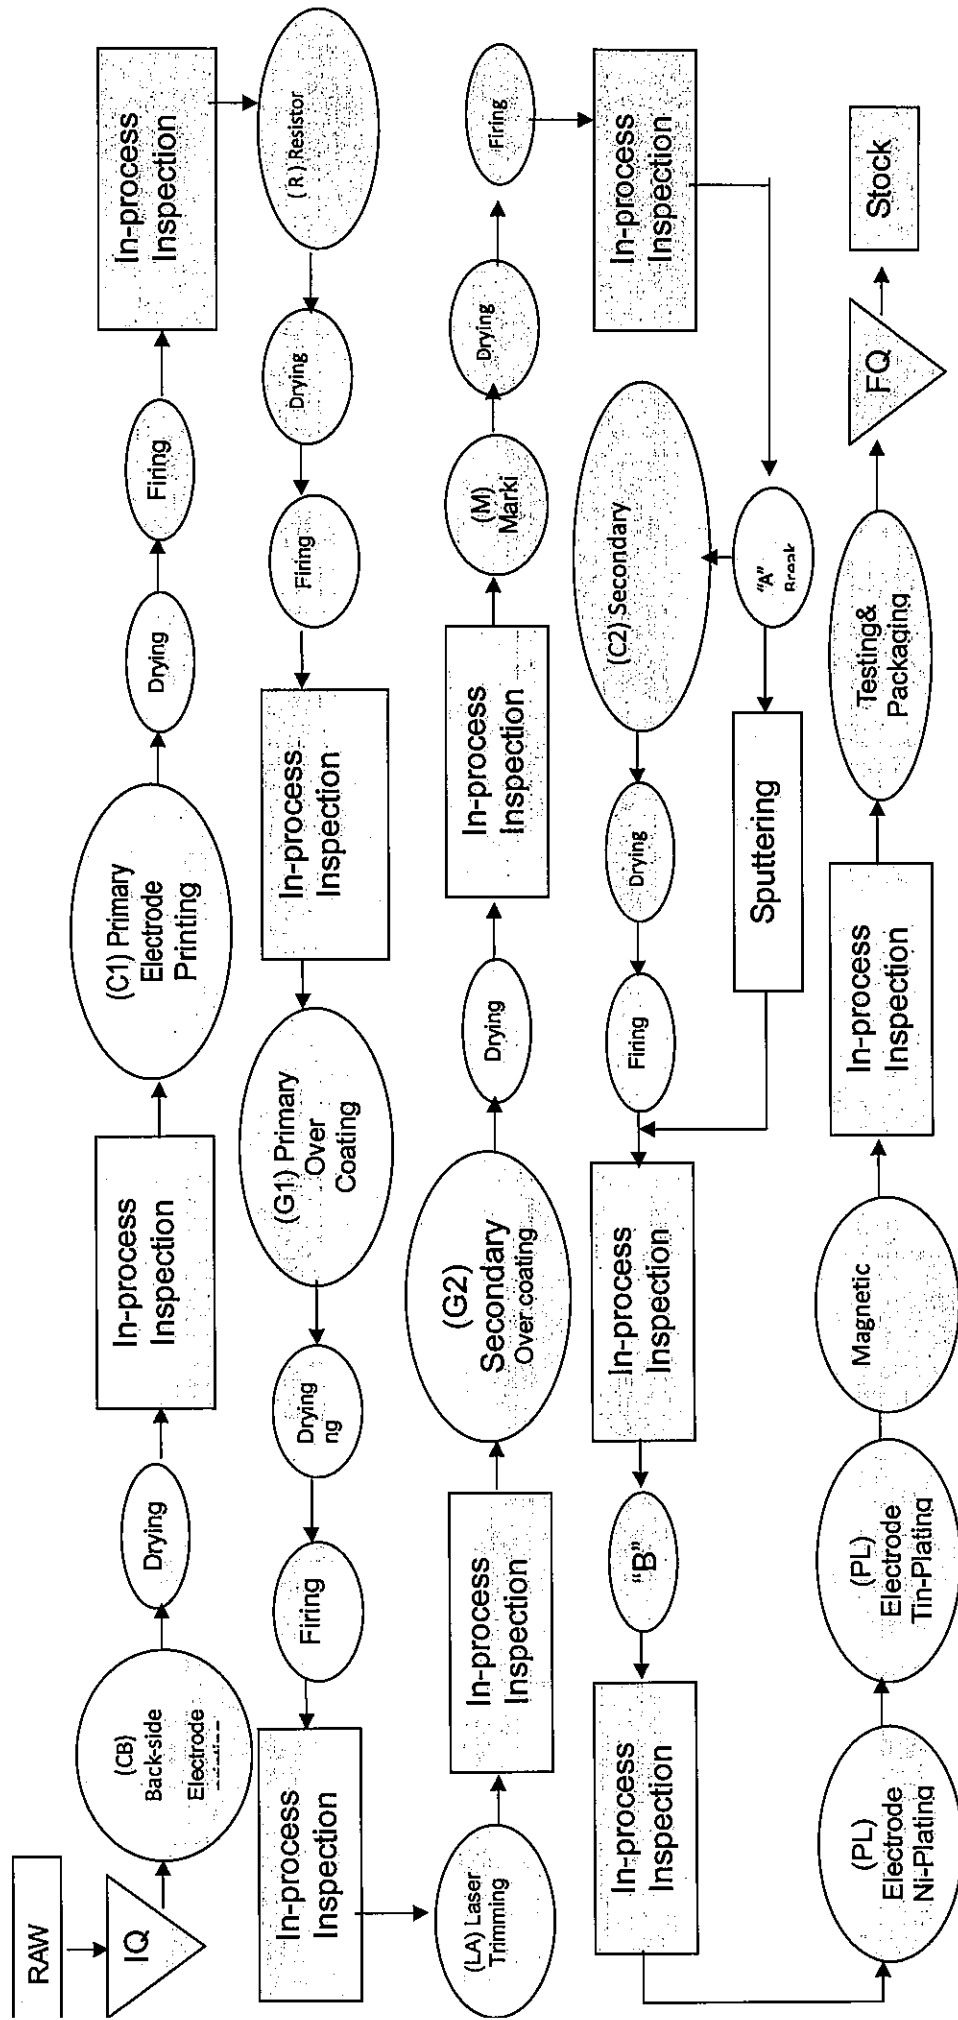 RAW
IQ
(CB)
Back-side
Electrode
Drying
In-process
Inspection
(C1) Primary
Electrode
Printing
Drying
Firing
In-process
Inspection
( R ) Resistor
Drying
Firing
In-process
Inspection
(G1) Primary
Over
Coating
Drying
ng
Firing
In-process
Inspection
(LA) Laser
Trimming
In-process
Inspection
(G2)
Secondary
Over coating
Drying
In-process
Inspection
(M)
Marki
Drying
Firing
In-process
Inspection
"A"
Break
(C2) Secondary
Drying
Firing
Sputtering
In-process
Inspection
"B"
In-process
Inspection
(PL)
Electrode
Ni-Plating
(PL)
Electrode
Tin-Plating
Magnetic
In-process
Inspection
Testing&
Packaging
FQ
Stock